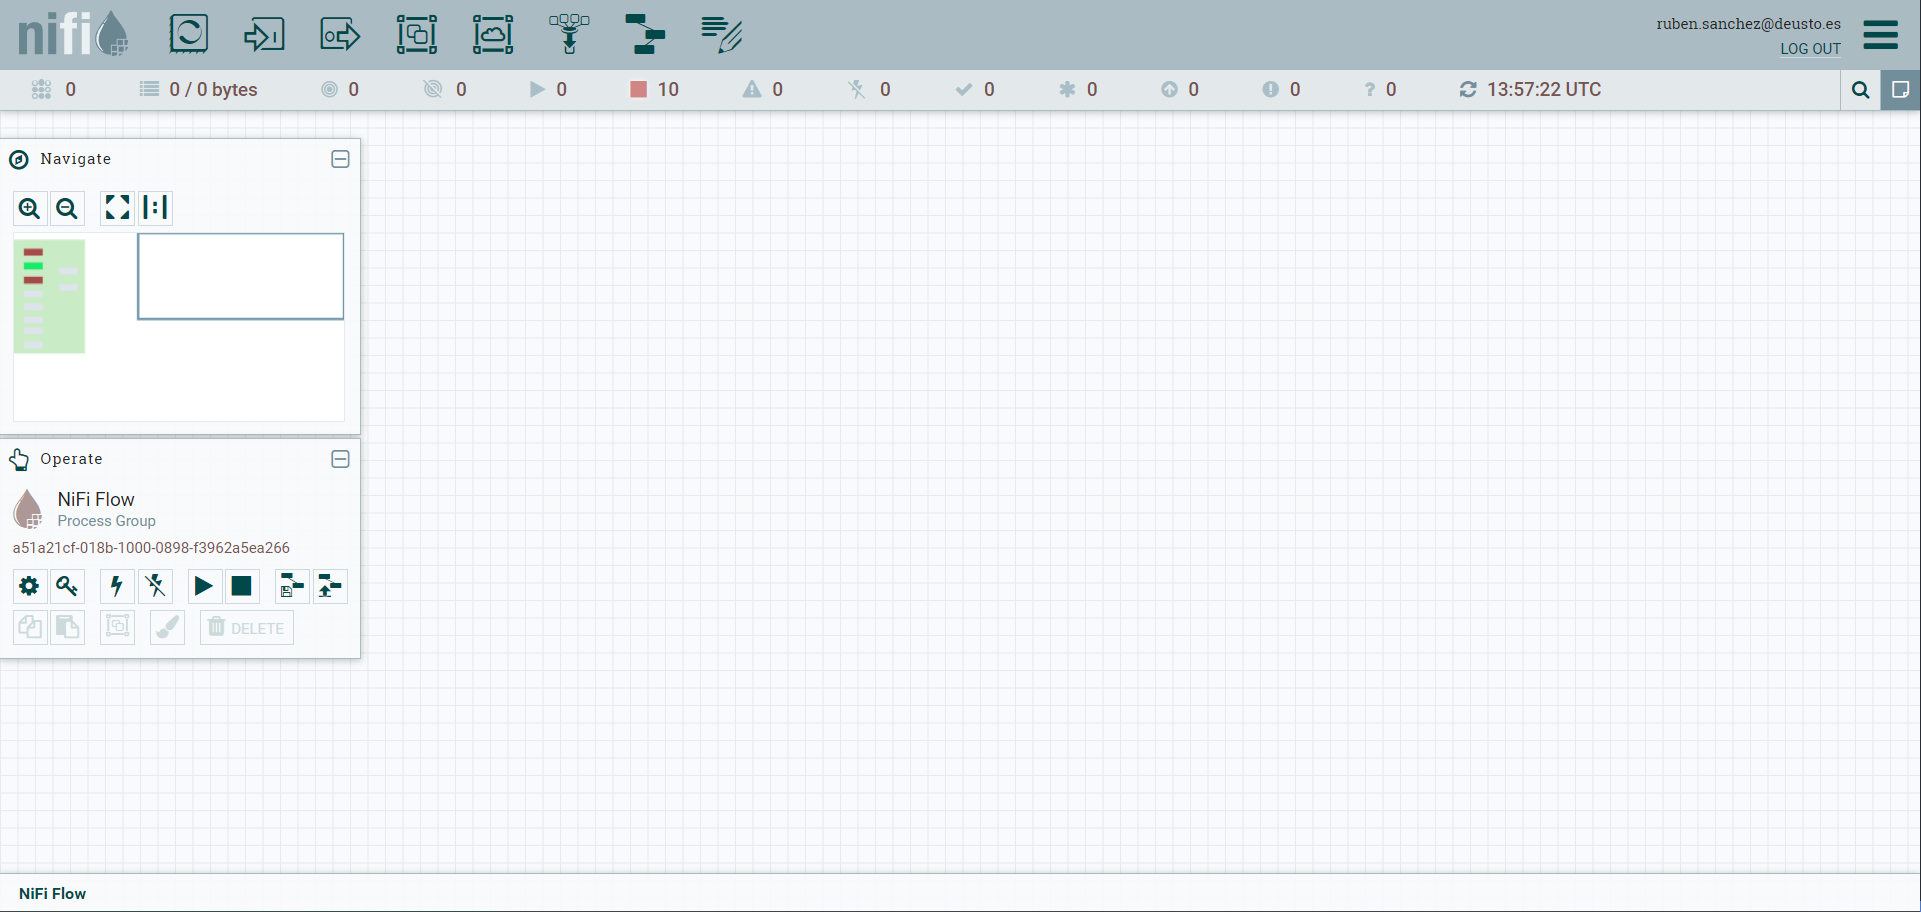 nifi
ruben.sanchez@deusto.es
LOG OUT
0
0 / 0 bytes
0
0
0
10
0
0
0
0
0
0
? 0
13:57:22 UTC
Navigate
Operate
NiFi Flow
Process Group
a51a21cf-018b-1000-0898-f3962a5ea266
DELETE
NiFi Flow